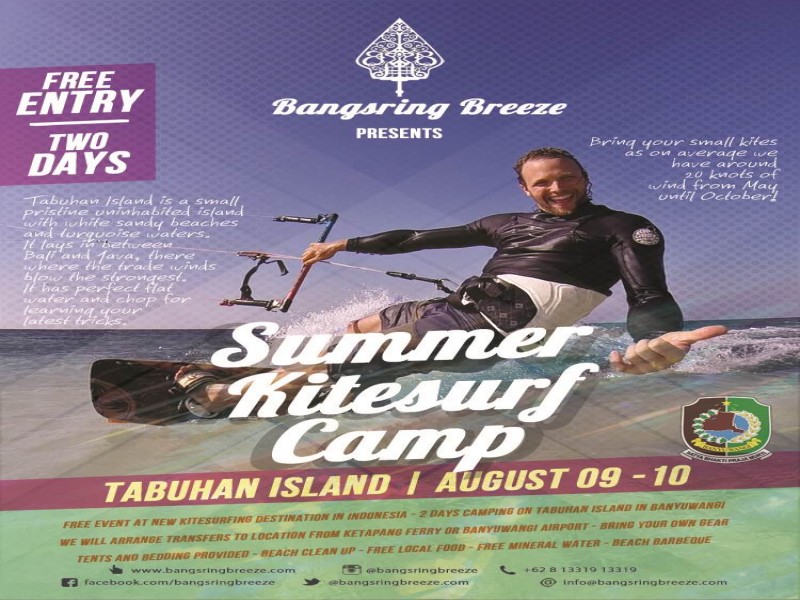 Bangsring Breeze
PRESENTS
FREE
ENTRY
TWO
DAYS
Bring your small kites
as on average we
have around
20 knots of
wind from May
until October!
Tabuhan Island is a small
pristine uninhabited island
with white sandy beaches
and turquoise waters.
It lays in between
Bali and Java, there
where the trade winds
blow the strongest.
It has perfect flat
water and chop for
learning your
latest tricks.
Summer
Kitesurf
Camp
TABUHAN ISLAND | AUGUST 09 - 10
FREE EVENT AT NEW KITESURFING DESTINATION IN INDONESIA - 2 DAYS CAMPING ON TABUHAN ISLAND IN BANYUWANGI
WE WILL ARRANGE TRANSFERS TO LOCATION FROM KETAPANG FERRY OR BANYUWANGI AIRPORT - BRING YOUR OWN GEAR
TENTS AND BEDDING PROVIDED - BEACH CLEAN UP - FREE LOCAL FOOD - FREE MINERAL WATER - BEACH BARBEQUE
www.bangsringbreeze.com @bangsringbreeze +62 8 13319 13319
facebook.com/bangsringbreeze @bangsringbreeze.com info@bangsringbreeze.com